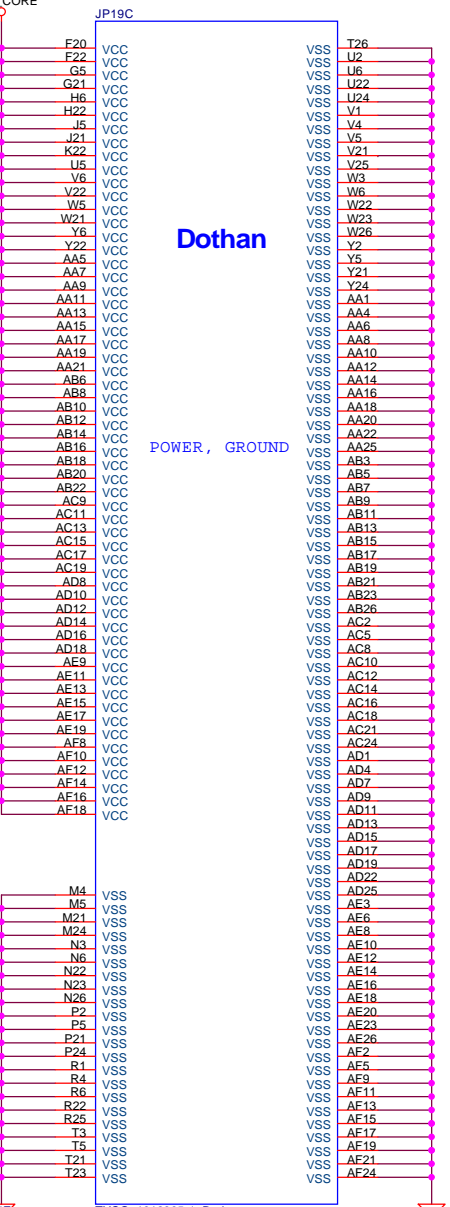 CORE
JP19C
F20 VCC VSS T26
F22 VCC VSS U2
G5 VCC VSS U6
G21 VCC VSS U22
H6 VCC VSS U24
H22 VCC VSS V1
J5 VCC VSS V4
J21 VCC VSS V5
K22 VCC VSS V21
U5 VCC VSS V25
V6 VCC VSS W3
V22 VCC VSS W6
W5 VCC VSS W22
W21 VCC VSS W23
Y6 VCC VSS W26
Dothan
Y22 VCC VSS Y2
AA5 VCC VSS Y5
AA7 VCC VSS Y21
AA9 VCC VSS Y24
AA11 VCC VSS AA1
AA13 VCC VSS AA4
AA15 VCC VSS AA6
AA17 VCC VSS AA8
AA19 VCC VSS AA10
AA21 VCC VSS AA12
AB6 VCC VSS AA14
AB8 VCC VSS AA16
AB10 VCC VSS AA18
AB12 VCC VSS AA20
AB14 VCC VSS AA22
AB16 VCC POWER, GROUND VSS AA25
AB18 VCC VSS AB3
AB20 VCC VSS AB5
AB22 VCC VSS AB7
AC9 VCC VSS AB9
AC11 VCC VSS AB11
AC13 VCC VSS AB13
AC15 VCC VSS AB15
AC17 VCC VSS AB17
AC19 VCC VSS AB19
AD8 VCC VSS AB21
AD10 VCC VSS AB23
AD12 VCC VSS AB26
AD14 VCC VSS AC2
AD16 VCC VSS AC5
AD18 VCC VSS AC8
AE9 VCC VSS AC10
AE11 VCC VSS AC12
AE13 VCC VSS AC14
AE15 VCC VSS AC16
AE17 VCC VSS AC18
AE19 VCC VSS AC21
AF8 VCC VSS AC24
AF10 VCC VSS AD1
AF12 VCC VSS AD4
AF14 VCC VSS AD7
AF16 VCC VSS AD9
AF18 VCC VSS AD11
VSS AD13
VSS AD15
VSS AD17
VSS AD19
VSS AD22
M4 VSS VSS AD25
M5 VSS VSS AE3
M21 VSS VSS AE6
M24 VSS VSS AE8
N3 VSS VSS AE10
N6 VSS VSS AE12
N22 VSS VSS AE14
N23 VSS VSS AE16
N26 VSS VSS AE18
P2 VSS VSS AE20
P5 VSS VSS AE23
P21 VSS VSS AE26
P24 VSS VSS AF2
R1 VSS VSS AF5
R4 VSS VSS AF9
R6 VSS VSS AF11
R22 VSS VSS AF13
R25 VSS VSS AF15
T3 VSS VSS AF17
T5 VSS VSS AF19
T21 VSS VSS AF21
T23 VSS VSS AF24